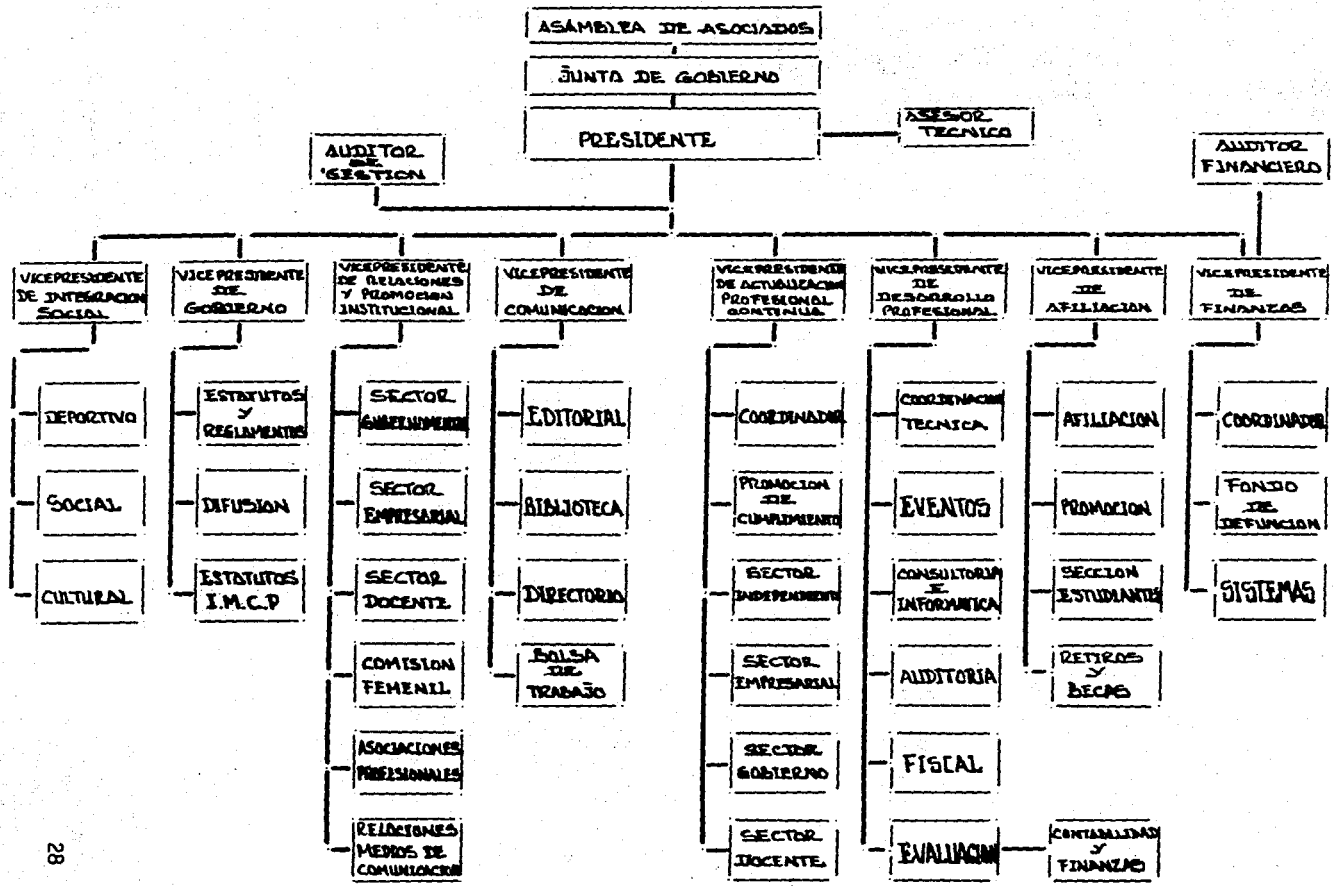 ASAMBLEA DE ASOCIADOS
JUNTA DE GOBIERNO
PRESIDENTE
ASESOR
TECNICO
AUDITOR
DE
GESTION
AUDITOR
FINANCIERO
VICEPRESIDENTE
DE INTEGRACION
SOCIAL
VICEPRESIDENTE
DE
GOBIERNO
VICEPRESIDENTE
DE RELACIONES
Y PROMOCION
INSTITUCIONAL
VICEPRESIDENTE
DE
COMUNICACION
VICEPRESIDENTE
DE ACTUALIZACION
PROFESIONAL
CONTINUA
VICEPRESIDENTE
DE
DESARROLLO
PROFESIONAL
VICEPRESIDENTE
DE
AFILIACION
VICEPRESIDENTE
DE
FINANZAS
DEPORTIVO
SOCIAL
CULTURAL
ESTATUTOS
Y
REGLAMENTOS
DIFUSION
ESTATUTOS
I.M.C.P
SECTOR
SECTOR
EMPRESARIAL
SECTOR
DOCENTE
COMISION
FEMENIL
ASOCIACIONES
PROFESIONALES
RELACIONES
MEDIOS DE
COMUNICACION
EDITORIAL
BIBLIOTECA
DIRECTORIO
BOLSA
DE
TRABAJO
COORDINADOR
PROMOCION
DE
CUMPLIMIENTO
SECTOR
INDEPENDIENTE
SECTOR
EMPRESARIAL
SECTOR
GOBIERNO
SECTOR
DOCENTE
COORDINACION
TECNICA
EVENTOS
CONSULTORIA
E
INFORMATICA
AUDITORIA
FISCAL
EVALUACION
CONTABILIDAD
Y
FINANZAS
AFILIACION
PROMOCION
SECCION
ESTUDIANTES
RETIROS
Y
BECAS
COORDINADOR
FONDO
DE
DEFUNCION
SISTEMAS
28